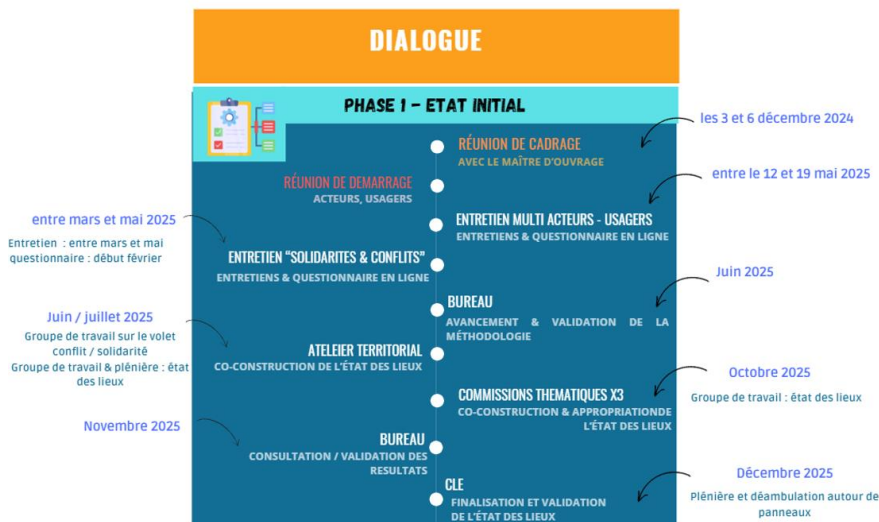 DIALOGUE
PHASE 1 - ETAT INITIAL
les 3 et 6 décembre 2024
RÉUNION DE CADRAGE
AVEC LE MAÎTRE D'OUVRAGE
RÉUNION DE DEMARRAGE
ACTEURS, USAGERS
entre le 12 et 19 mai 2025
ENTRETIEN MULTI ACTEURS - USAGERS
ENTRETIENS & QUESTIONNAIRE EN LIGNE
entre mars et mai 2025
Entretien : entre mars et mai
questionnaire : début février
ENTRETIEN "SOLIDARITES & CONFLITS"
ENTRETIENS & QUESTIONNAIRE EN LIGNE
Juin 2025
BUREAU
AVANCEMENT & VALIDATION DE LA
MÉTHODOLOGIE
Juin / juillet 2025
Groupe de travail sur le volet
conflit / solidarité
Groupe de travail & plénière : état
des lieux
ATELEIER TERRITORIAL
CO-CONSTRUCTION DE L'ÉTAT DES LIEUX
Octobre 2025
Groupe de travail : état des lieux
COMMISSIONS THEMATIQUES X3
CO-CONSTRUCTION & APPROPRIATIONDE
L'ÉTAT DES LIEUX
Novembre 2025
BUREAU
CONSULTATION / VALIDATION DES
RESULTATS
Décembre 2025
Plénière et déambulation autour de
panneaux
CLE
FINALISATION ET VALIDATION
DE L'ÉTAT DES LIEUX